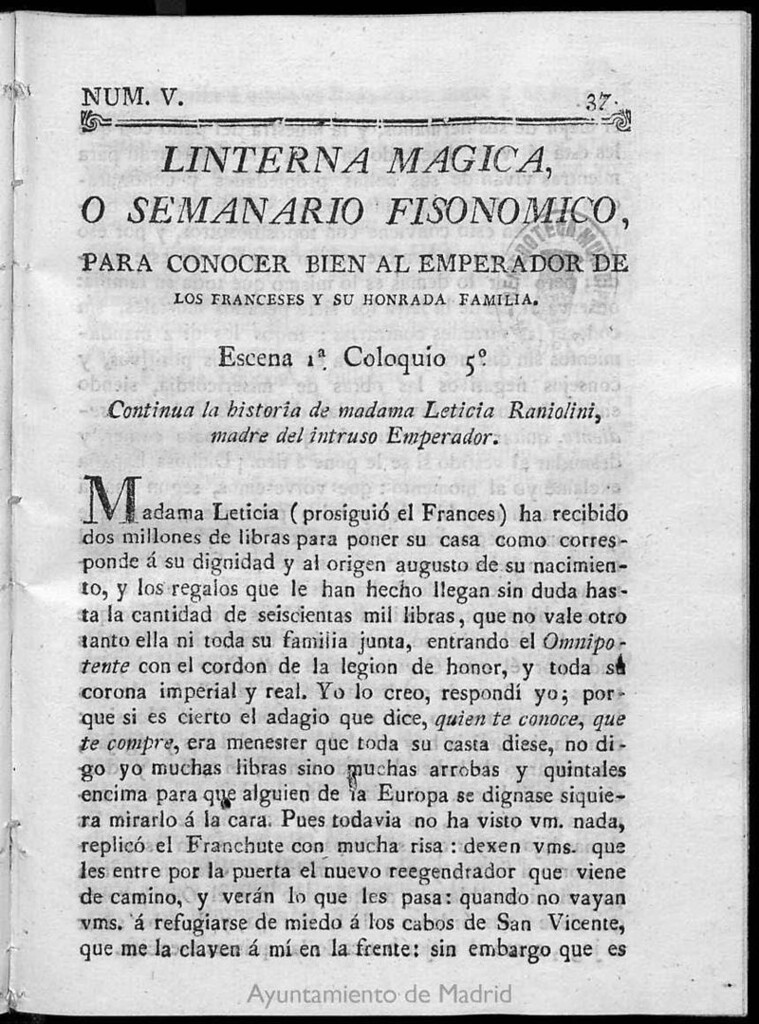 NUM. V. 37.
LINTERNA MAGICA,
O SEMANARIO FISONOMICO,
PARA CONOCER BIEN AL EMPERADOR DE
LOS FRANCESES Y SU HONRADA FAMILIA.
Escena 1ª. Coloquio 5º.
Continua la historia de madama Leticia Raniolini,
madre del intruso Emperador.
Madama Leticia (prosiguió el Frances) ha recibido
dos millones de libras para poner su casa como corres-
ponde á su dignidad y al origen augusto de su nacimien-
to, y los regalos que le han hecho llegan sin duda has-
ta la cantidad de seiscientas mil libras, que no vale otro
tanto ella ni toda su familia junta, entrando el Omnipo-
tente con el cordon de la legion de honor, y toda su
corona imperial y real. Yo lo creo, respondí yo; por-
que si es cierto el adagio que dice, quien te conoce, que
te compre, era menester que toda su casta diese, no di-
go yo muchas libras sino muchas arrobas y quintales
encima para que alguien de la Europa se dignase siquie-
ra mirarlo á la cara. Pues todavia no ha visto vm. nada,
replicó el Franchute con mucha risa: dexen vms. que
les entre por la puerta el nuevo reegendrador que viene
de camino, y verán lo que les pasa: quando no vayan
vms. á refugiarse de miedo á los cabos de San Vicente,
que me la claven á mí en la frente: sin embargo que es
Ayuntamiento de Madrid